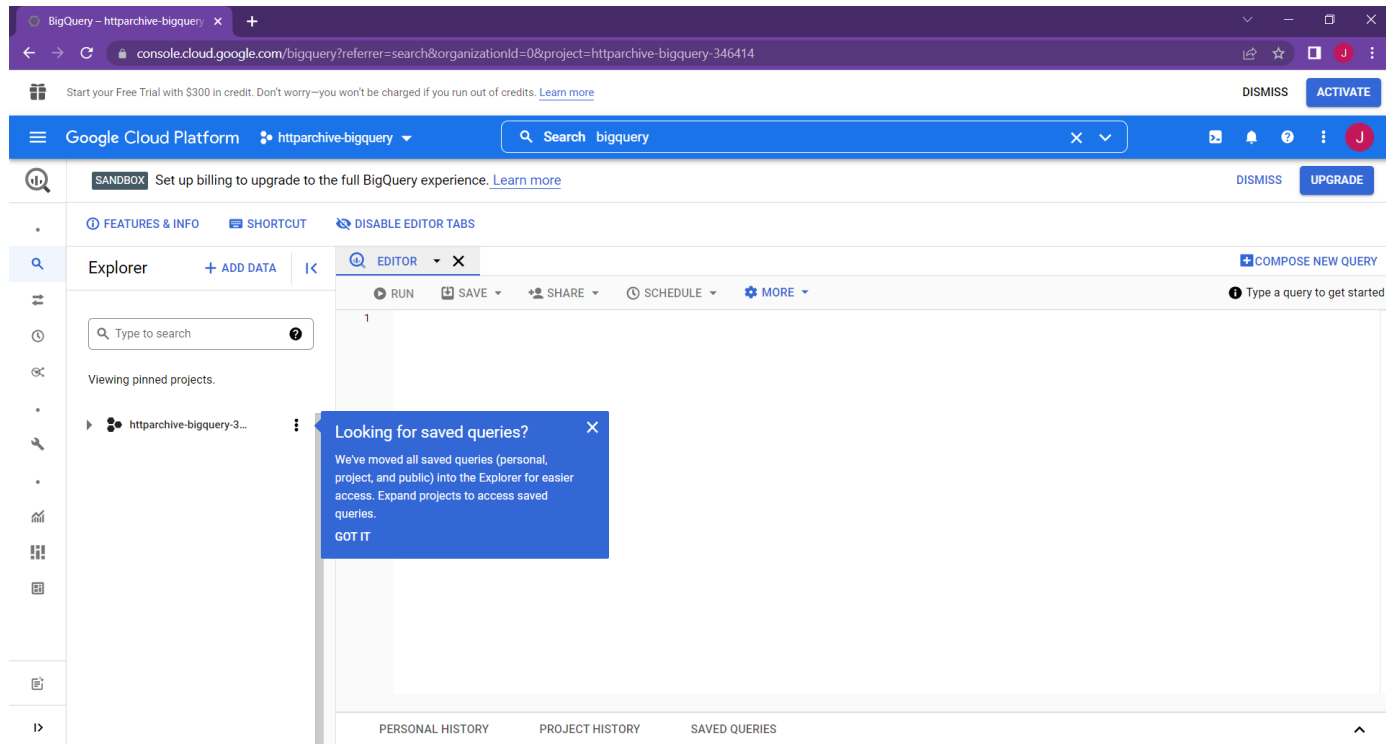 BigQuery – httparchive-bigquery
console.cloud.google.com/bigquery?referrer=search&organizationId=0&project=httparchive-bigquery-346414
J
Start your Free Trial with $300 in credit. Don't worry—you won't be charged if you run out of credits. Learn more
DISMISS
ACTIVATE
Google Cloud Platform
httparchive-bigquery
Search bigquery
J
SANDBOX Set up billing to upgrade to the full BigQuery experience. Learn more
DISMISS
UPGRADE
FEATURES & INFO
SHORTCUT
DISABLE EDITOR TABS
Explorer
+ ADD DATA
EDITOR
COMPOSE NEW QUERY
RUN
SAVE
SHARE
SCHEDULE
MORE
Type a query to get started
1
Type to search
Viewing pinned projects.
httparchive-bigquery-3...
Looking for saved queries?
We've moved all saved queries (personal,
project, and public) into the Explorer for easier
access. Expand projects to access saved
queries.
GOT IT
PERSONAL HISTORY
PROJECT HISTORY
SAVED QUERIES